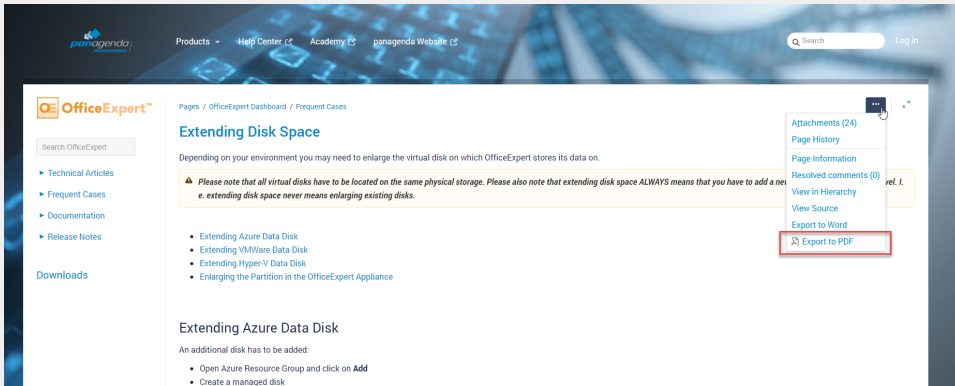 panagenda
Products Help Center Academy panagenda Website
Search
Log in
OE OfficeExpert™
Search OfficeExpert
Technical Articles
Frequent Cases
Documentation
Release Notes
Downloads
Pages / OfficeExpert Dashboard / Frequent Cases
Extending Disk Space
Depending on your environment you may need to enlarge the virtual disk on which OfficeExpert stores its data on.
Please note that all virtual disks have to be located on the same physical storage. Please also note that extending disk space ALWAYS means that you have to add a ne vel. I.
e. extending disk space never means enlarging existing disks.
Extending Azure Data Disk
Extending VMWare Data Disk
Extending Hyper-V Data Disk
Enlarging the Partition in the OfficeExpert Appliance
Extending Azure Data Disk
An additional disk has to be added:
Open Azure Resource Group and click on Add
Create a managed disk
Attachments (24)
Page History
Page Information
Resolved comments (0)
View in Hierarchy
View Source
Export to Word
Export to PDF